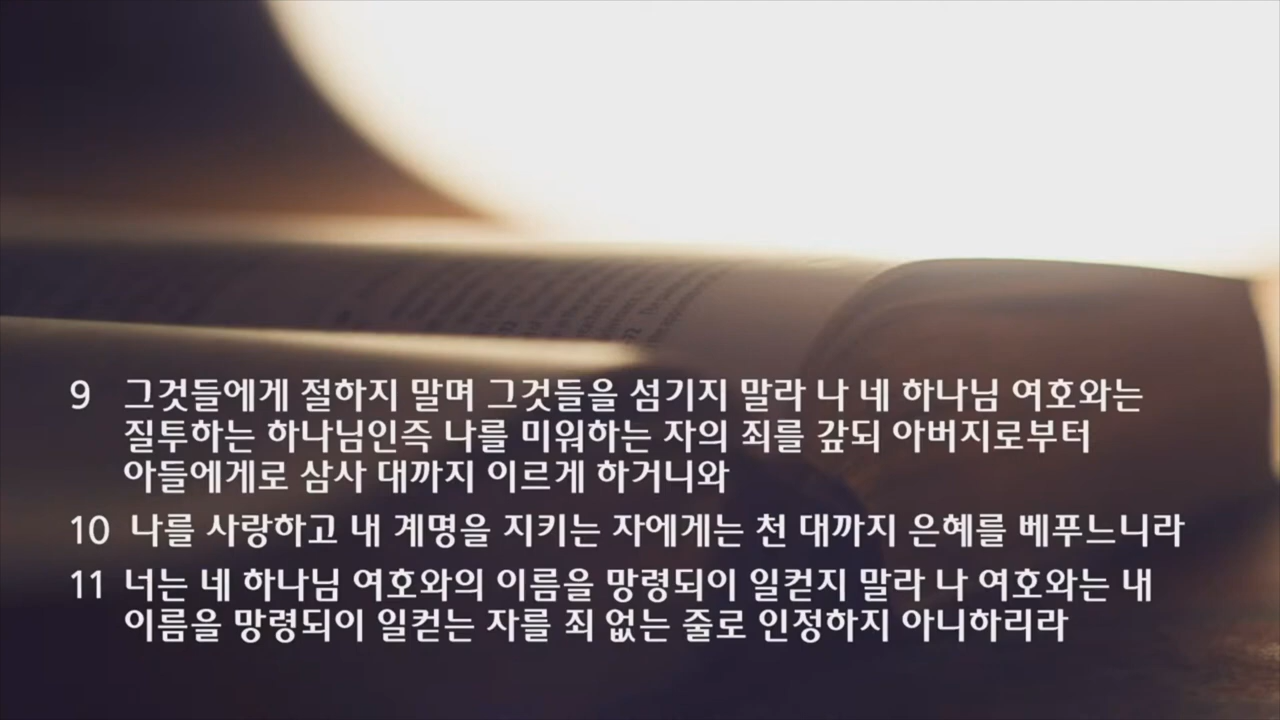 9 그것들에게 절하지 말며 그것들을 섬기지 말라 나 네 하나님 여호와는
질투하는 하나님인즉 나를 미워하는 자의 죄를 갚되 아버지로부터
아들에게로 삼사 대까지 이르게 하거니와
10 나를 사랑하고 내 계명을 지키는 자에게는 천 대까지 은혜를 베푸느니라
11 너는 네 하나님 여호와의 이름을 망령되이 일컫지 말라 나 여호와는 내
이름을 망령되이 일컫는 자를 죄 없는 줄로 인정하지 아니하리라